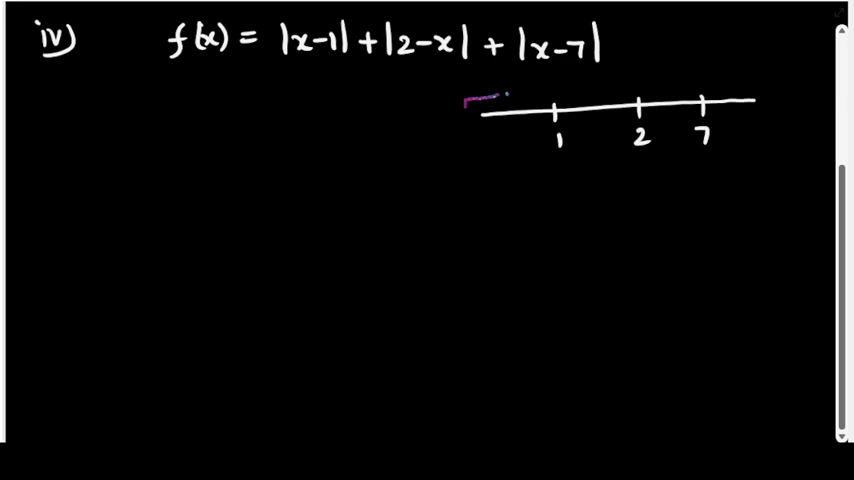 iv) f(x) = |x-1| + |2-x| + |x-7|
1 2 7